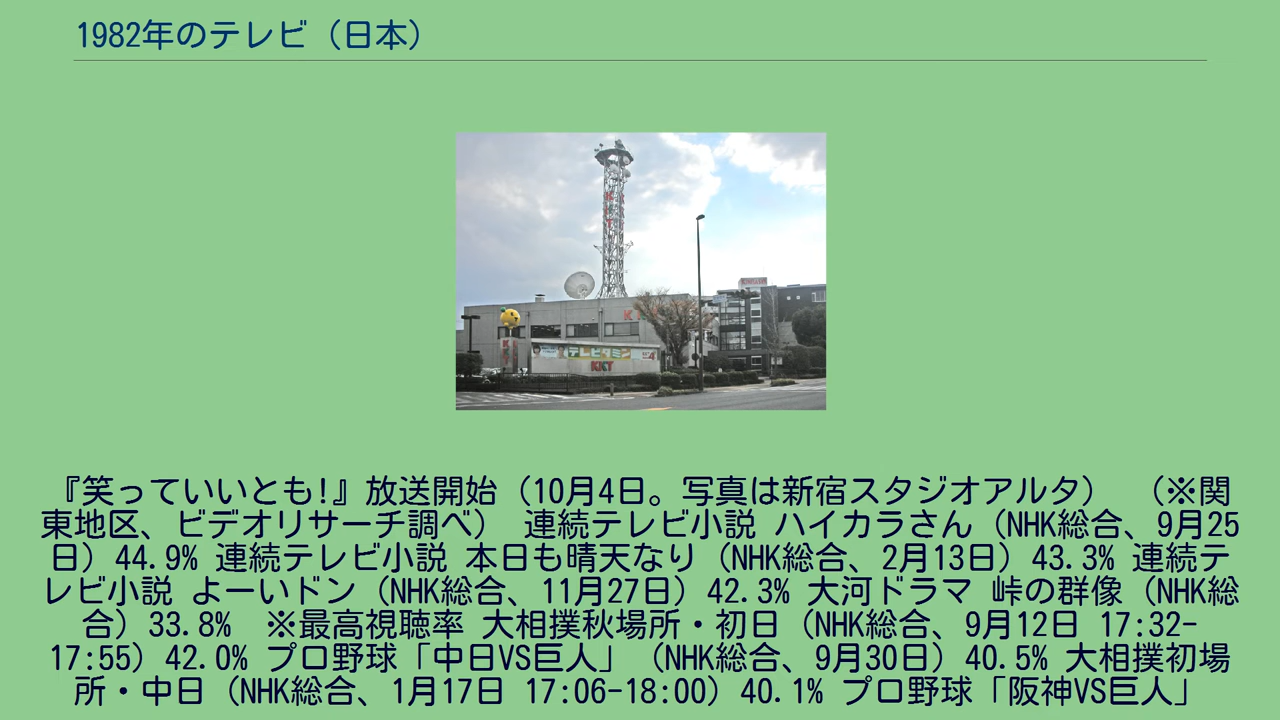 1982年のテレビ（日本）
KKT
KKT
テレビタミン
KKT
『笑っていいとも!』放送開始（10月4日。写真は新宿スタジオアルタ）　（※関
東地区、ビデオリサーチ調べ） 連続テレビ小説 ハイカラさん（NHK総合、9月25
日）44.9% 連続テレビ小説 本日も晴天なり（NHK総合、2月13日）43.3% 連続テ
レビ小説 よーいドン（NHK総合、11月27日）42.3% 大河ドラマ 峠の群像（NHK総
合）33.8%　※最高視聴率 大相撲秋場所・初日（NHK総合、9月12日 17:32-
17:55）42.0% プロ野球「中日VS巨人」（NHK総合、9月30日）40.5% 大相撲初場
所・中日（NHK総合、1月17日 17:06-18:00）40.1% プロ野球「阪神VS巨人」